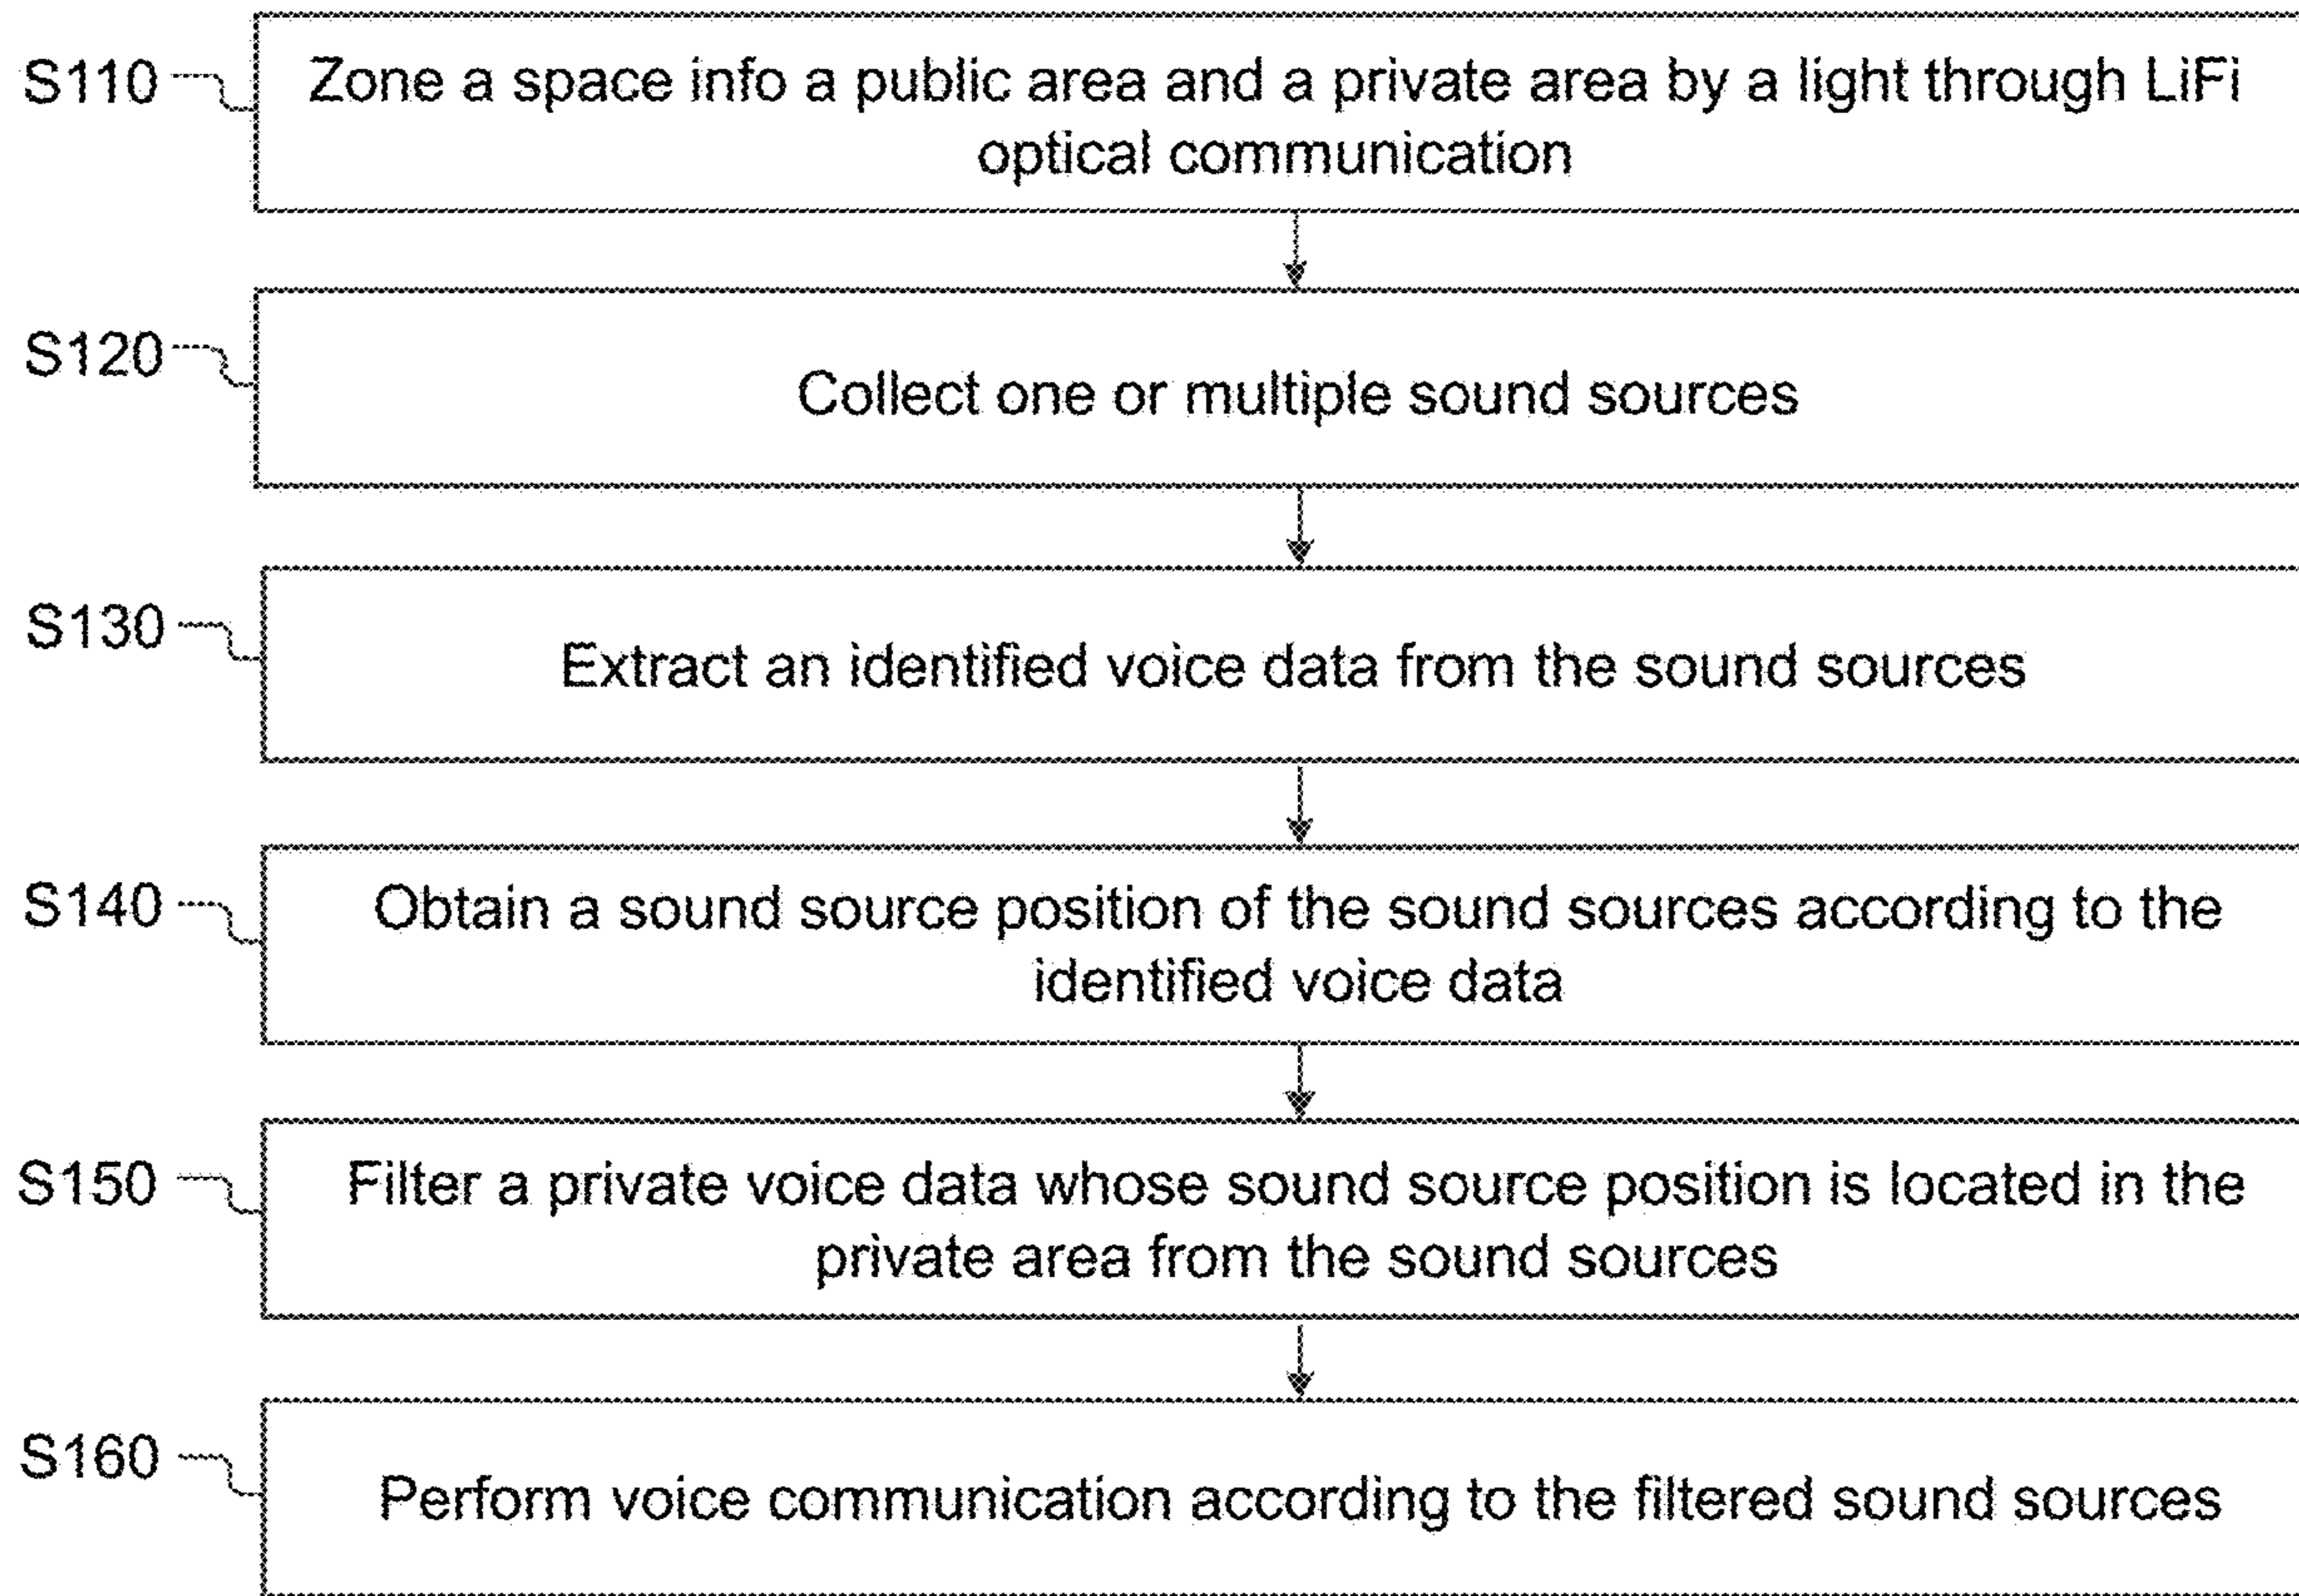 S110
Zone a space info a public area and a private area by a light through LiFi
optical communication
S120
Collect one or multiple sound sources
S130
Extract an identified voice data from the sound sources
S140
Obtain a sound source position of the sound sources according to the
identified voice data
S150
Filter a private voice data whose sound source position is located in the
private area from the sound sources
S160
Perform voice communication according to the filtered sound sources